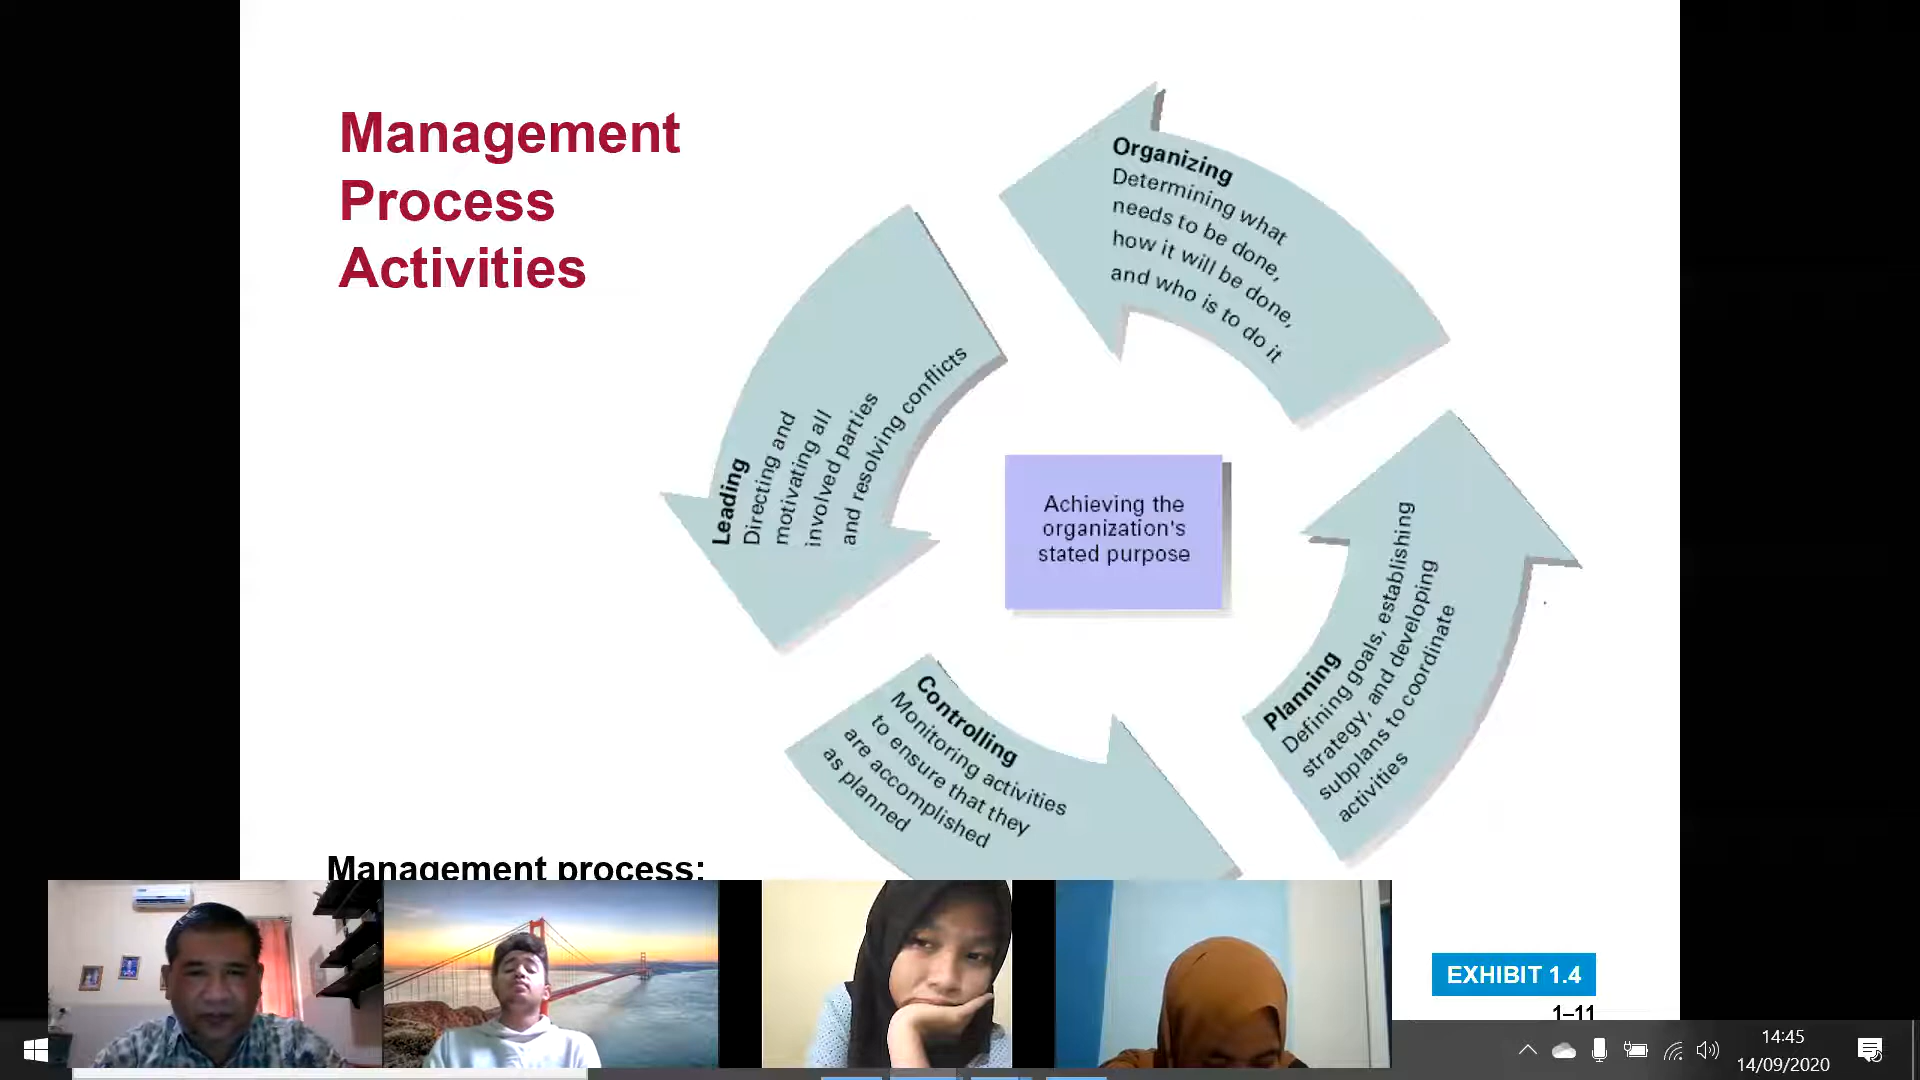 Management
Process
Activities
Organizing
Determining what
needs to be done,
how it will be done,
and who is to do it
Leading
Directing and
motivating all
involved parties
and resolving conflicts
Achieving the
organization's
stated purpose
Planning
Defining goals, establishing
strategy, and developing
subplans to coordinate
activities
Controlling
Monitoring activities
to ensure that they
are accomplished
as planned
Management process:
EXHIBIT 1.4
1–11
14:45
14/09/2020